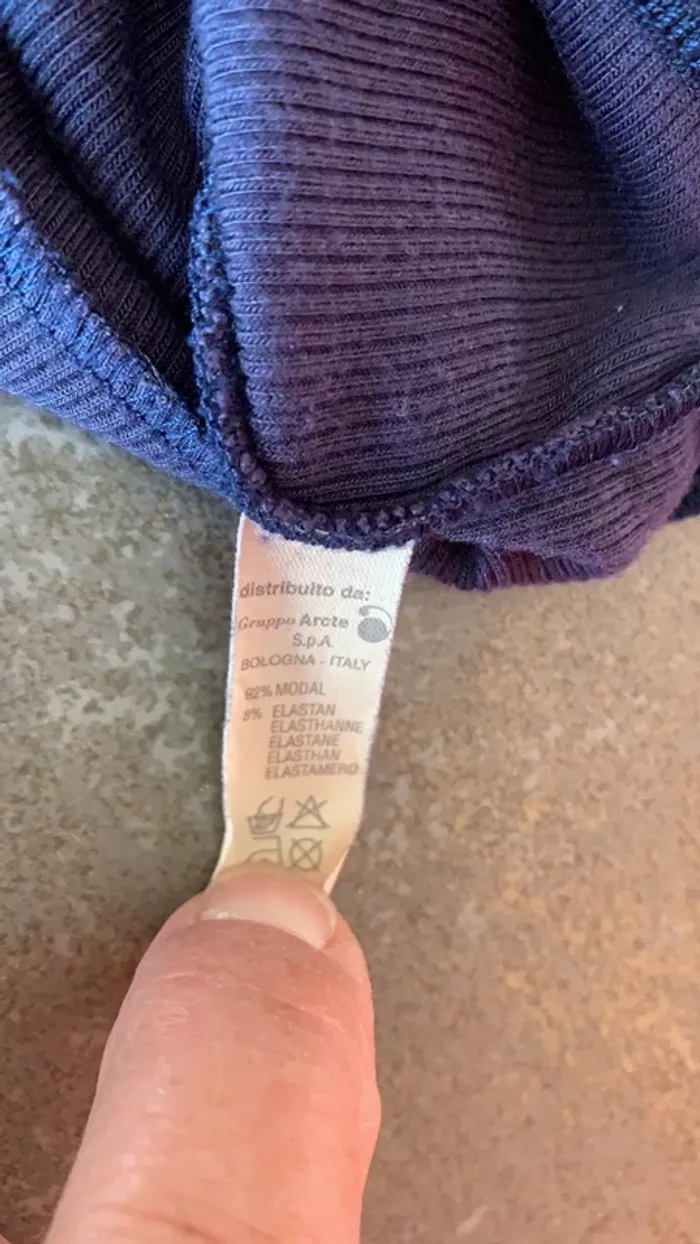 distribuito da:
Gruppo Arcte
S.p.A.
BOLOGNA - ITALY
92% MODAL
8% ELASTAN
ELASTHANNE
ELASTANE
ELASTHAN
ELASTAMERO